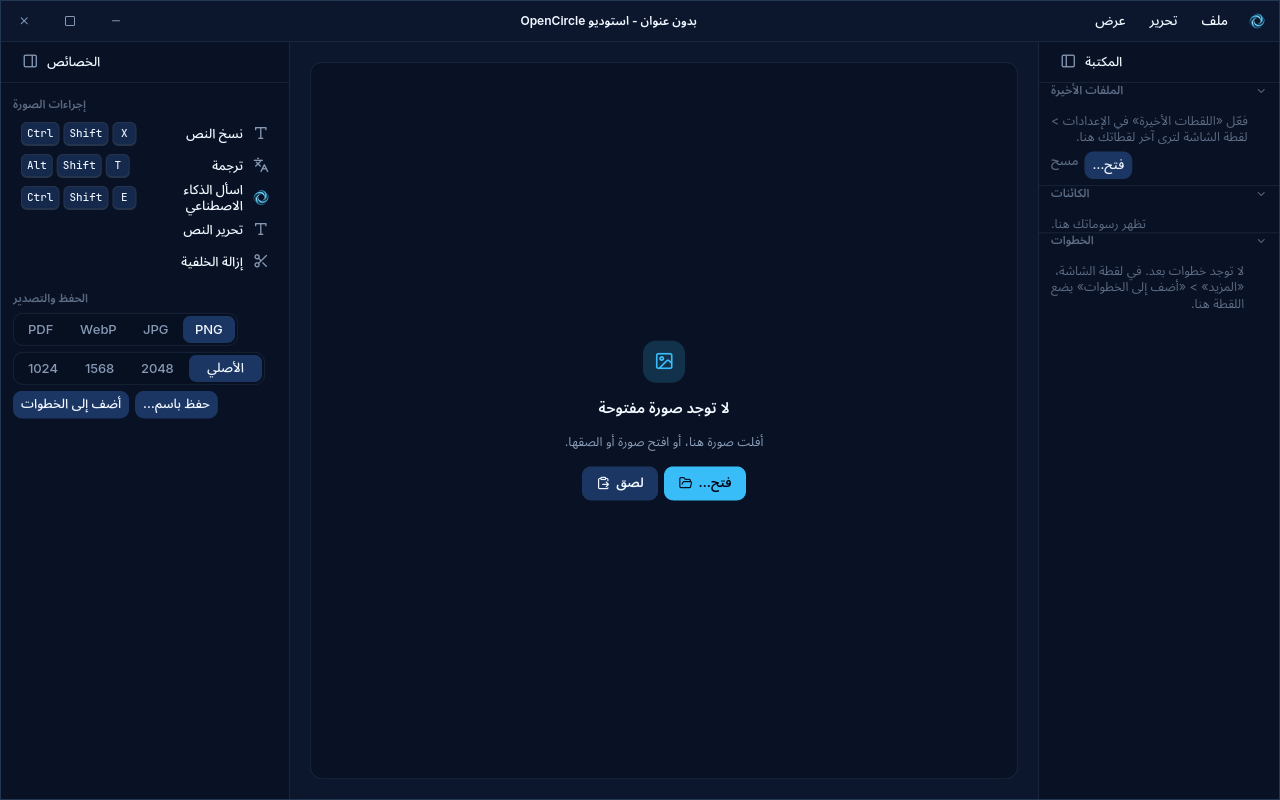 ملف تحرير عرض
بدون عنوان - استوديو OpenCircle
المكتبة
الملفات الأخيرة
فعّل «اللقطات الأخيرة» في الإعدادات >
لقطة الشاشة لترى آخر لقطاتك هنا.
فتح... مسح
الكائنات
تظهر رسوماتك هنا.
الخطوات
لا توجد خطوات بعد. في لقطة الشاشة،
«المزيد» > «أضف إلى الخطوات» يضع
اللقطة هنا.
لا توجد صورة مفتوحة
أفلت صورة هنا، أو افتح صورة أو الصقها.
فتح... لصق
الخصائص
إجراءات الصورة
نسخ النص Ctrl Shift X
ترجمة Alt Shift T
اسأل الذكاء
الاصطناعي Ctrl Shift E
تحرير النص
إزالة الخلفية
الحفظ والتصدير
PNG JPG WebP PDF
الأصلي 2048 1568 1024
حفظ باسم... أضف إلى الخطوات